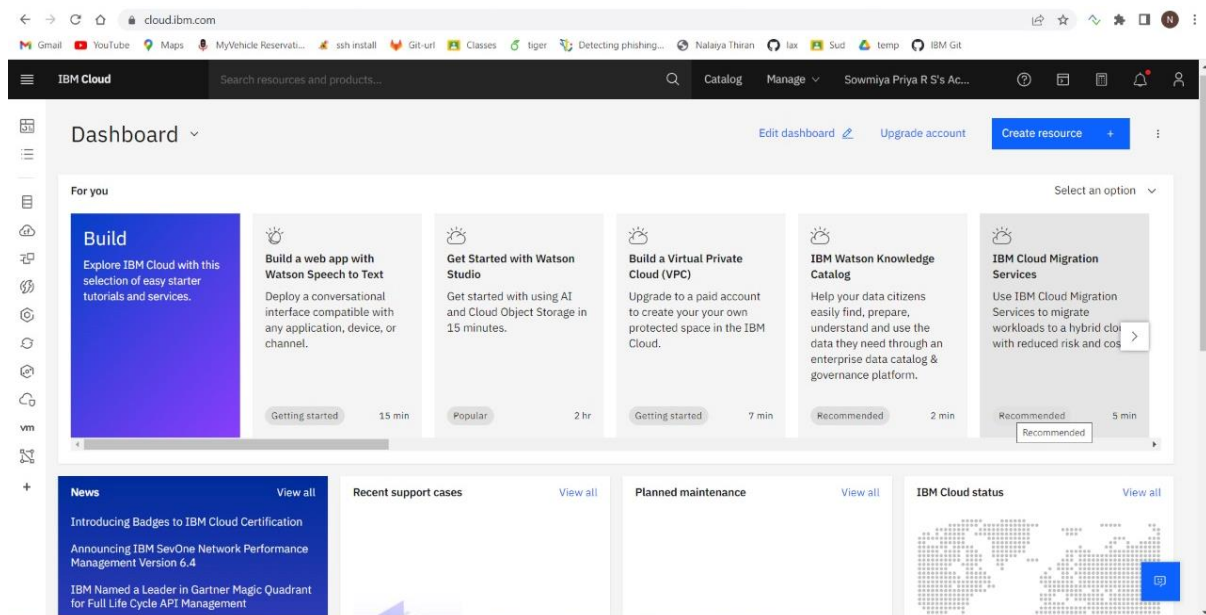 cloud.ibm.com
N
Gmail YouTube Maps MyVehicle Reservati... ssh install Git-url Classes tiger Detecting phishing... Nalaiya Thiran lax Sud temp IBM Git
IBM Cloud Search resources and products... Catalog Manage Sowmiya Priya R S's Ac...
Dashboard Edit dashboard Upgrade account Create resource +
For you Select an option
Build
Explore IBM Cloud with this
selection of easy starter
tutorials and services.
Build a web app with
Watson Speech to Text
Deploy a conversational
interface compatible with
any application, device, or
channel.
Getting started 15 min
Get Started with Watson
Studio
Get started with using AI
and Cloud Object Storage in
15 minutes.
Popular 2 hr
Build a Virtual Private
Cloud (VPC)
Upgrade to a paid account
to create your your own
protected space in the IBM
Cloud.
Getting started 7 min
IBM Watson Knowledge
Catalog
Help your data citizens
easily find, prepare,
understand and use the
data they need through an
enterprise data catalog &
governance platform.
Recommended 2 min
IBM Cloud Migration
Services
Use IBM Cloud Migration
Services to migrate
workloads to a hybrid clo
with reduced risk and cos
Recommended 5 min
Recommended
vm
News View all
Introducing Badges to IBM Cloud Certification
Announcing IBM SevOne Network Performance
Management Version 6.4
IBM Named a Leader in Gartner Magic Quadrant
for Full Life Cycle API Management
Recent support cases View all
Planned maintenance View all
IBM Cloud status View all